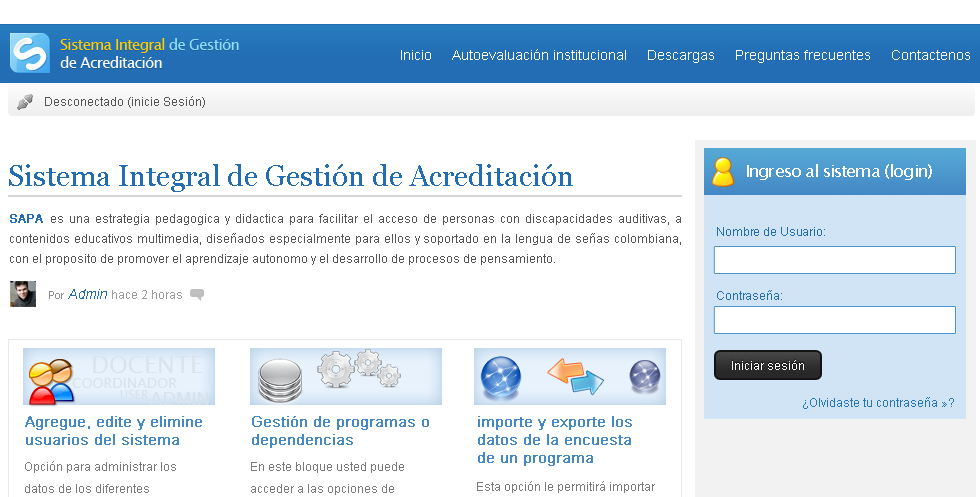 Sistema Integral de Gestión
de Acreditación
Inicio Autoevaluación institucional Descargas Preguntas frecuentes Contactenos
Desconectado (inicie Sesión)
Sistema Integral de Gestión de Acreditación
SAPA es una estrategia pedagogica y didactica para facilitar el acceso de personas con discapacidades auditivas, a
contenidos educativos multimedia, diseñados especialmente para ellos y soportado en la lengua de señas colombiana,
con el proposito de promover el aprendizaje autonomo y el desarrollo de procesos de pensamiento.
Por Admin hace 2 horas
DOCENTE
COORDINADOR
USER ADMIN
Agregue, edite y elimine
usuarios del sistema
Opción para administrar los
datos de los diferentes
Gestión de programas o
dependencias
En este bloque usted puede
acceder a las opciones de
importe y exporte los
datos de la encuesta
de un programa
Esta opción le permitirá importar
Ingreso al sistema (login)
Nombre de Usuario:
Contraseña:
Iniciar sesión
¿Olvidaste tu contraseña »?